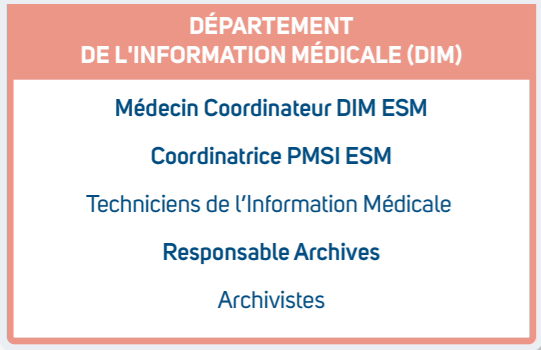 DÉPARTEMENT
DE L'INFORMATION MÉDICALE (DIM)
Médecin Coordinateur DIM ESM
Coordinatrice PMSI ESM
Techniciens de l’Information Médicale
Responsable Archives
Archivistes